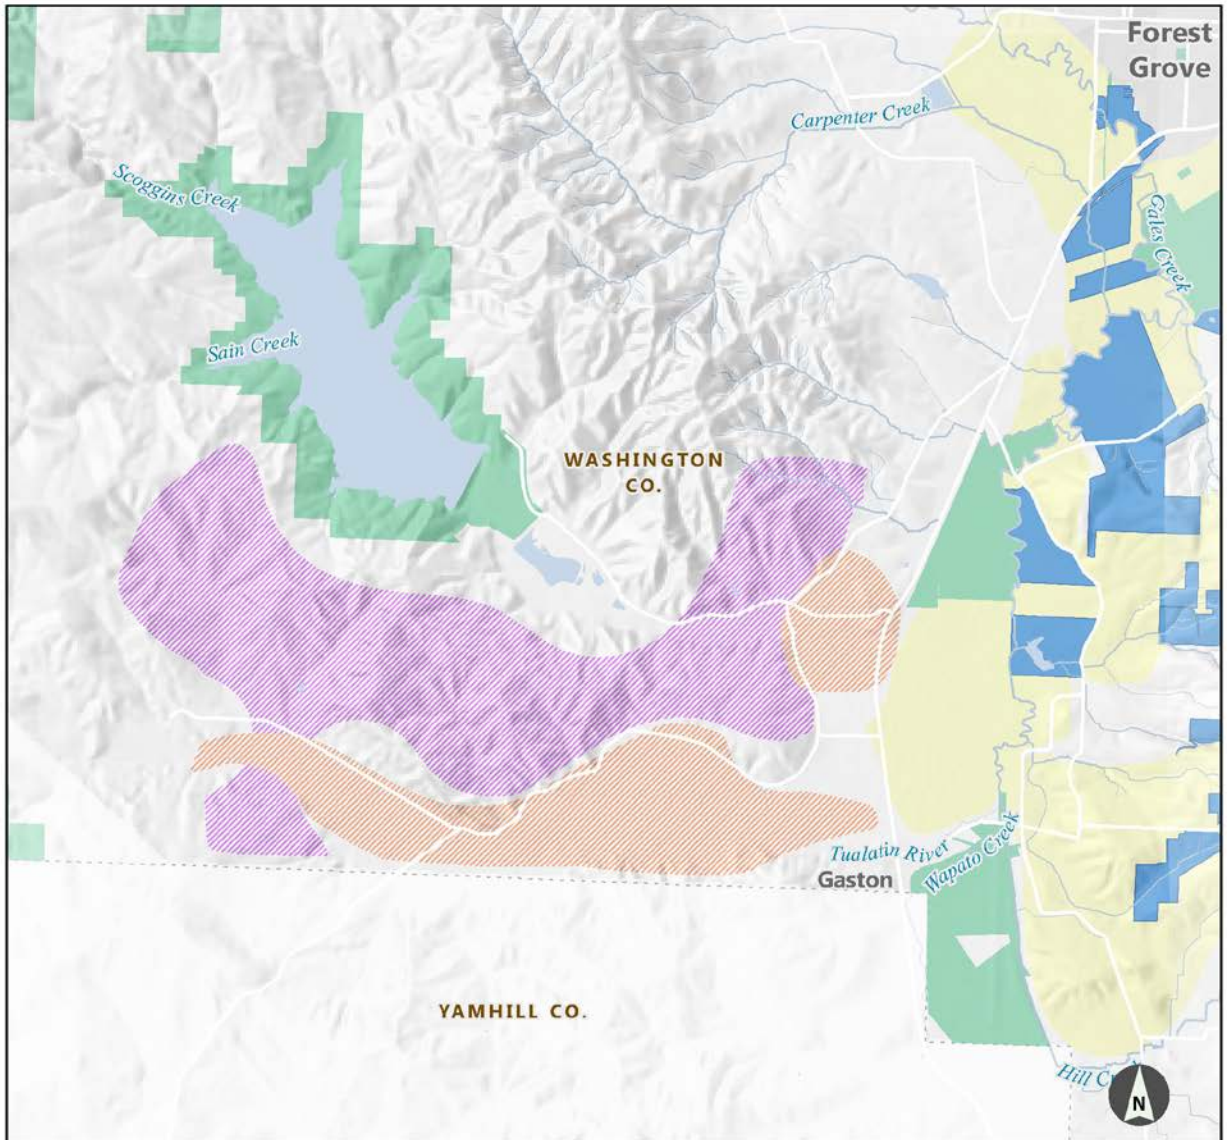 Forest
Grove
Carpenter Creek
Scoggins Creek
Gales Creek
Sain Creek
WASHINGTON
CO.
Tualatin River
Wapato Creek
Gaston
YAMHILL CO.
Hill
N